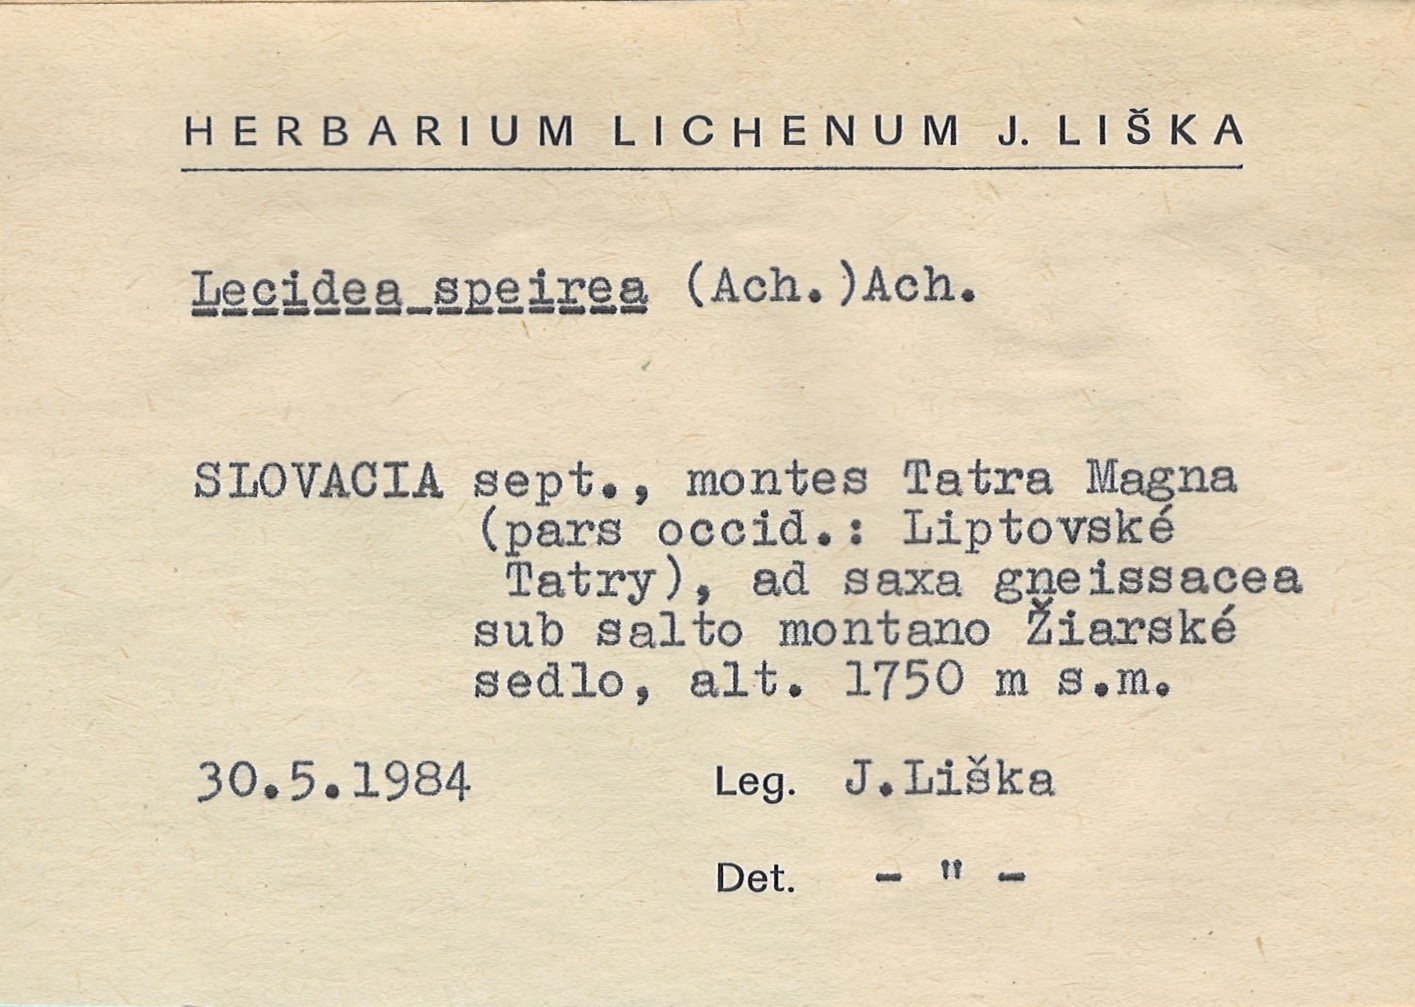 HERBARIUM LICHENUM J. LIŠKA
Lecidea speirea (Ach.)Ach.
SLOVACIA sept., montes Tatra Magna
(pars occid.: Liptovské
Tatry), ad saxa gneissacea
sub salto montano Žiarské
sedlo, alt. 1750 m s.m.
30.5.1984 Leg. J.Liška
Det. - " -